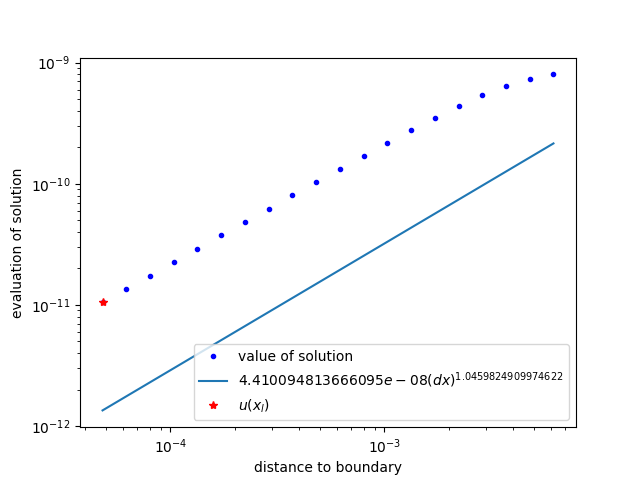 10⁻⁹
10⁻¹⁰
10⁻¹¹
10⁻¹²
evaluation of solution
value of solution
4.410094813666095e − 08(dx)^1.0459824909974622
u(x_l)
10⁻⁴
10⁻³
distance to boundary